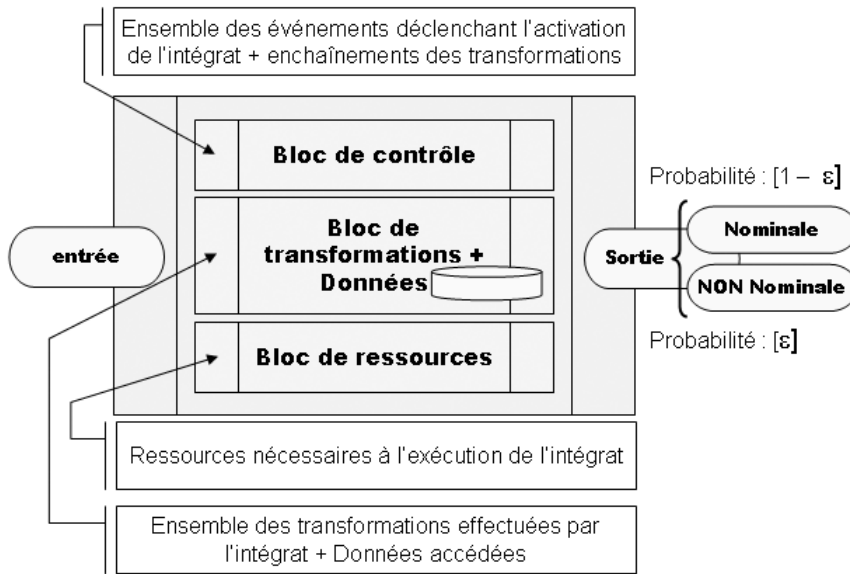 Ensemble des événements déclenchant l'activation
de l'intégrat + enchaînements des transformations
Bloc de contrôle
Probabilité : [1 – ε]
Bloc de
transformations +
Données
entrée
Sortie
Nominale
NON Nominale
Bloc de ressources
Probabilité : [ε]
Ressources nécessaires à l'exécution de l'intégrat
Ensemble des transformations effectuées par
l'intégrat + Données accédées